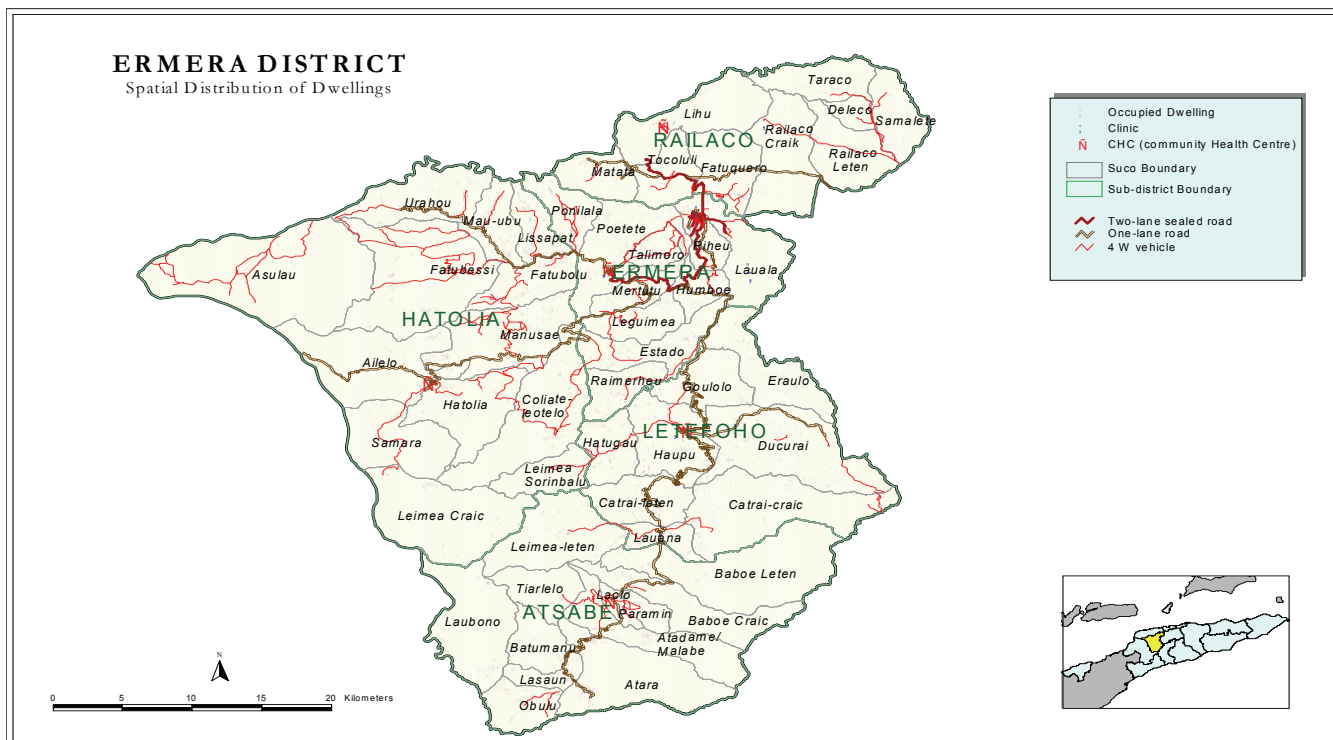 ERMERA DISTRICT
Spatial Distribution of Dwellings
Occupied Dwelling
Clinic
Ñ CHC (community Health Centre)
Suco Boundary
Sub-district Boundary
Two-lane sealed road
One-lane road
4 W vehicle
Taraco
Deleco
Samalete
Lihu
Ñ
RAILACO
Railaco
Craik
Railaco
Leten
Tocoluli
Fatuquero
Matata
Urahou
Mau-ubu
Ponilala
Lissapat
Poetete
Talimoro
Riheu
Lauala
Asulau
Fatubessi
Fatubolu
ERMERA
Mertutu
Humboe
HATOLIA
Manusae
Leguimea
Estado
Ailelo
Ñ
Hatolia
Coliate-
leotelo
Raimerheu
Goulolo
Eraulo
LETEFOHO
Samara
Hatugau
Haupu
Ducurai
Leimea
Sorinbalu
Leimea Craic
Catrai-leten
Catrai-craic
Lauana
Leimea-leten
Baboe Leten
Tiarlelo
Laclo
ATSABE
Paramin
Laubono
Baboe Craic
Atadame/
Malabe
Batumanu
Lasaun
Atara
Obulu
N
0 5 10 15 20 Kilometers